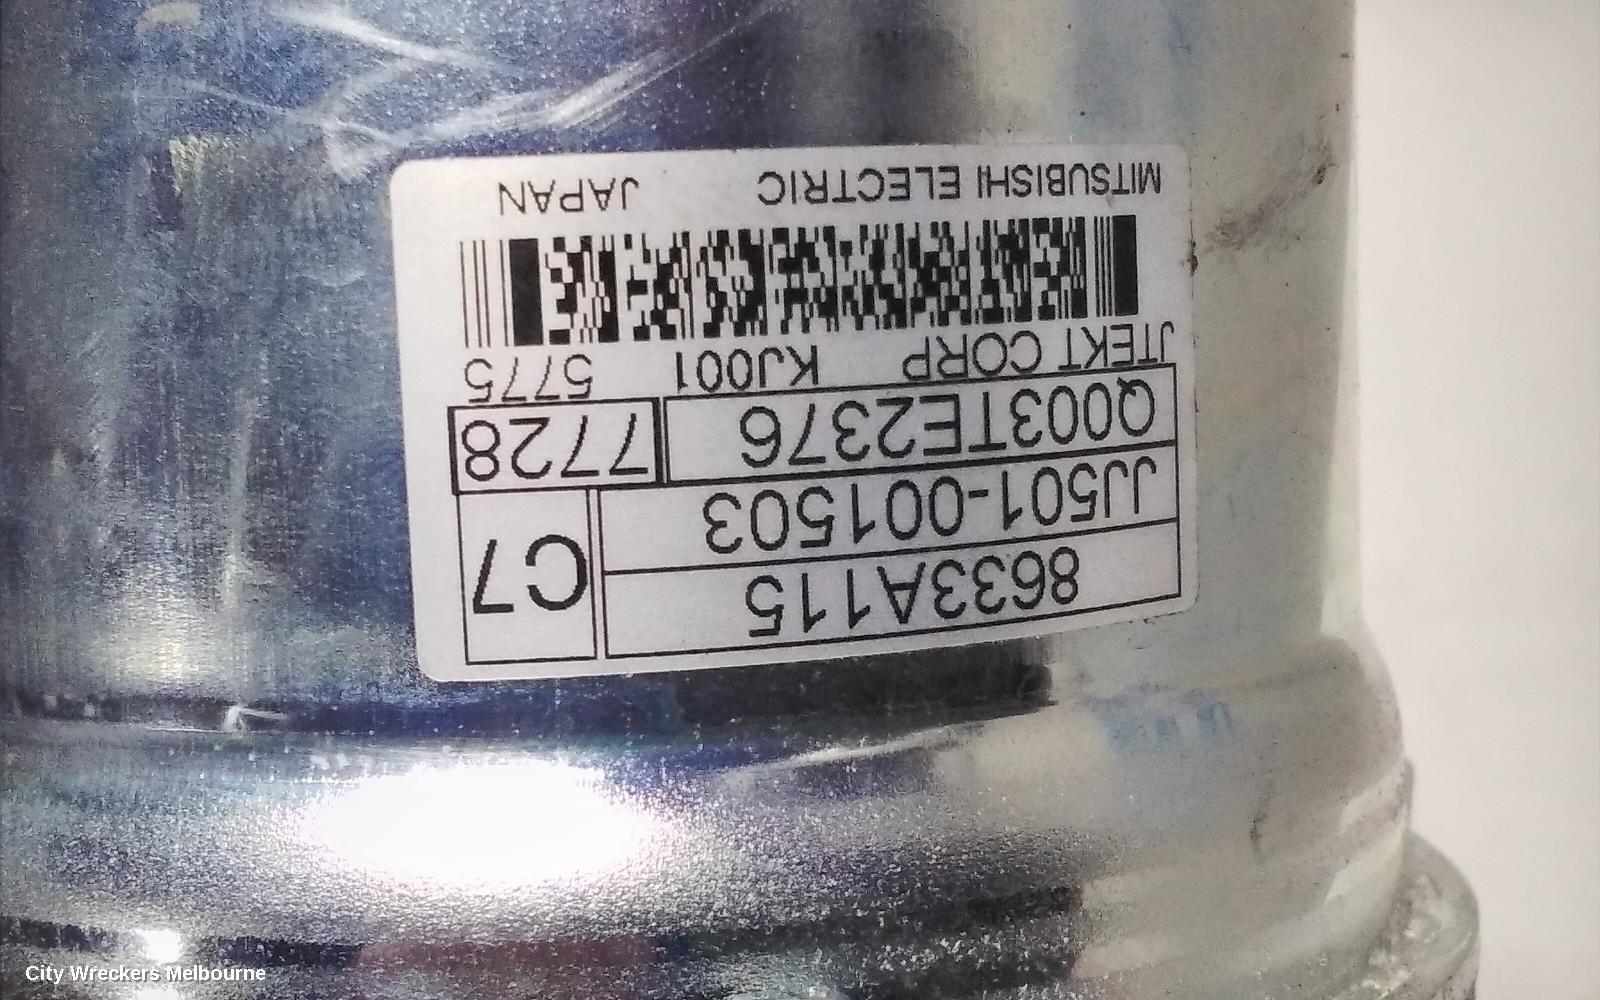 8633A115
JJ501-001503 C7
Q003TE2376 7728
JTEKT CORP KJ001 5775
MITSUBISHI ELECTRIC JAPAN
City Wreckers Melbourne